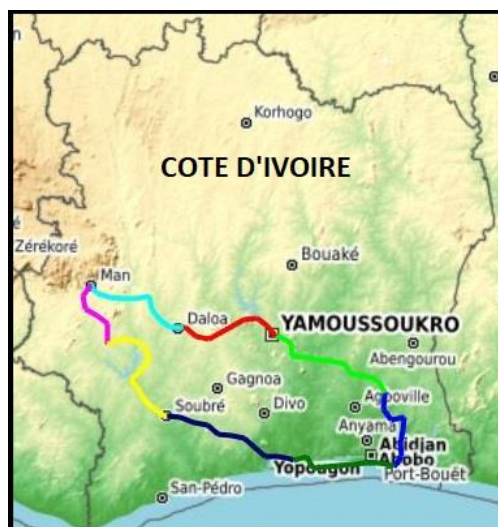 Korhogo
COTE D'IVOIRE
é
Zérékoré
Bouaké
Man
YAMOUSSOUKRO
Daloa
Abengourou
Gagnoa
Agboville
Soubré
Divo
Anyama
Abidjan
Abobo
Yopougon
Port-Bouët
San-Pédro